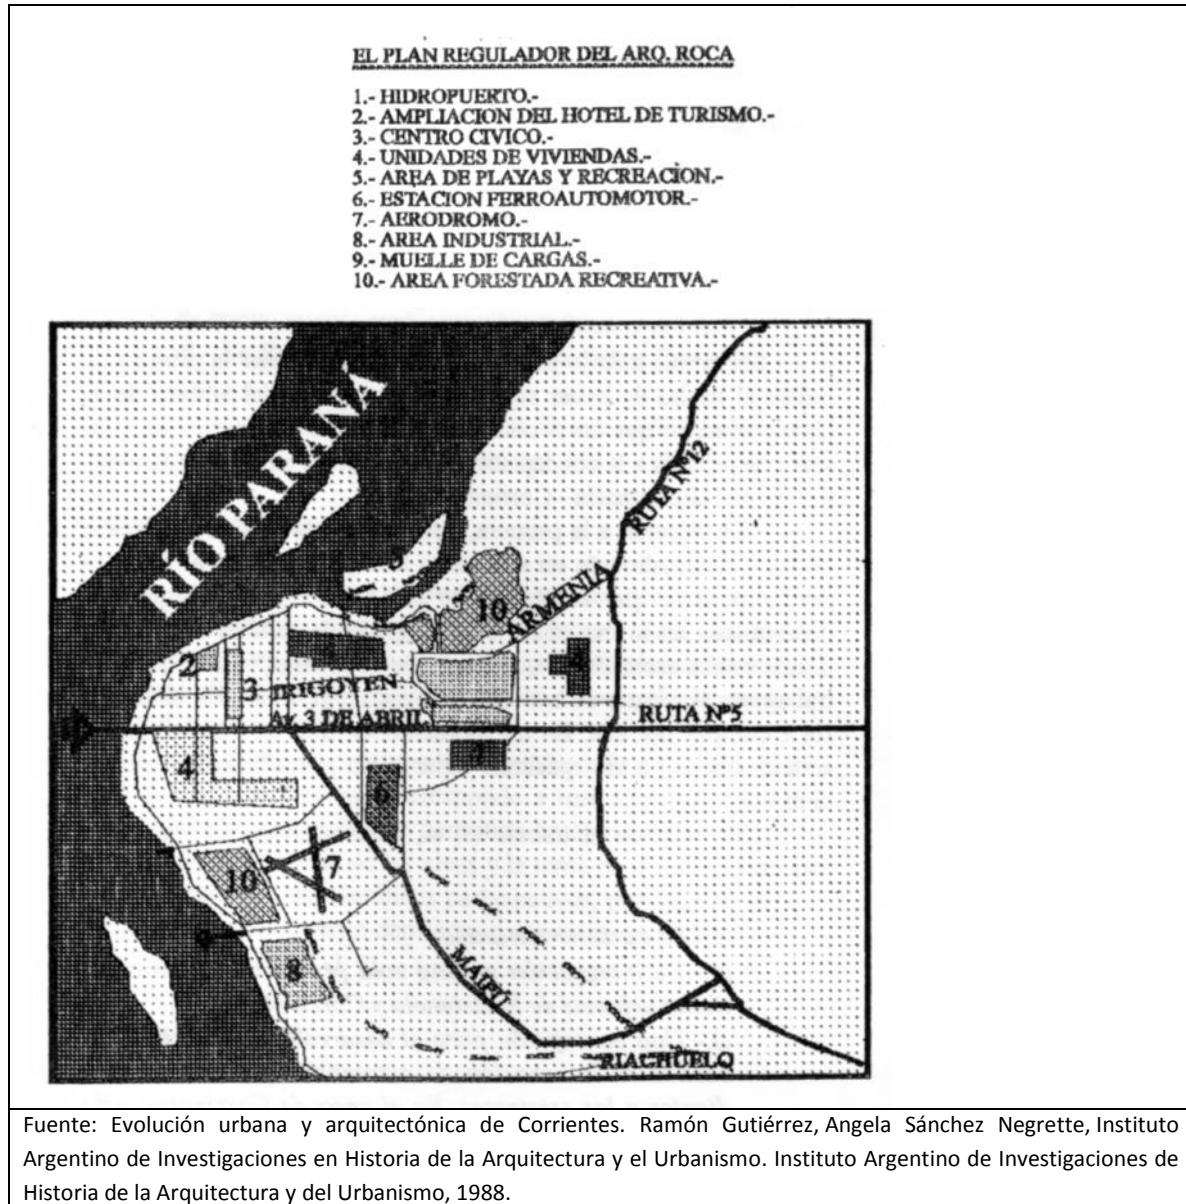 EL PLAN REGULADOR DEL ARQ. ROCA
1.- HIDROPUERTO.-
2.- AMPLIACION DEL HOTEL DE TURISMO.-
3.- CENTRO CIVICO.-
4.- UNIDADES DE VIVIENDAS.-
5.- AREA DE PLAYAS Y RECREACION.-
6.- ESTACION FERROAUTOMOTOR.-
7.- AERODROMO.-
8.- AREA INDUSTRIAL.-
9.- MUELLE DE CARGAS.-
10.- AREA FORESTADA RECREATIVA.-
RÍO PARANÁ
RUTA Nº12
5
10
ARMENIA
2
3
4
4
IRIGOYEN
Av. 3 DE ABRIL
RUTA Nº5
4
6
10
7
8
MAIPÚ
RIACHUELO
Fuente: Evolución urbana y arquitectónica de Corrientes. Ramón Gutiérrez, Angela Sánchez Negrette, Instituto
Argentino de Investigaciones en Historia de la Arquitectura y el Urbanismo. Instituto Argentino de Investigaciones de
Historia de la Arquitectura y del Urbanismo, 1988.